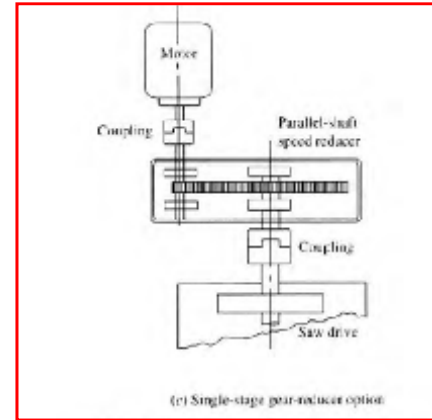 Motor
Coupling
Parallel-shaft
speed reducer
Coupling
Saw drive
(c) Single-stage gear-reducer option